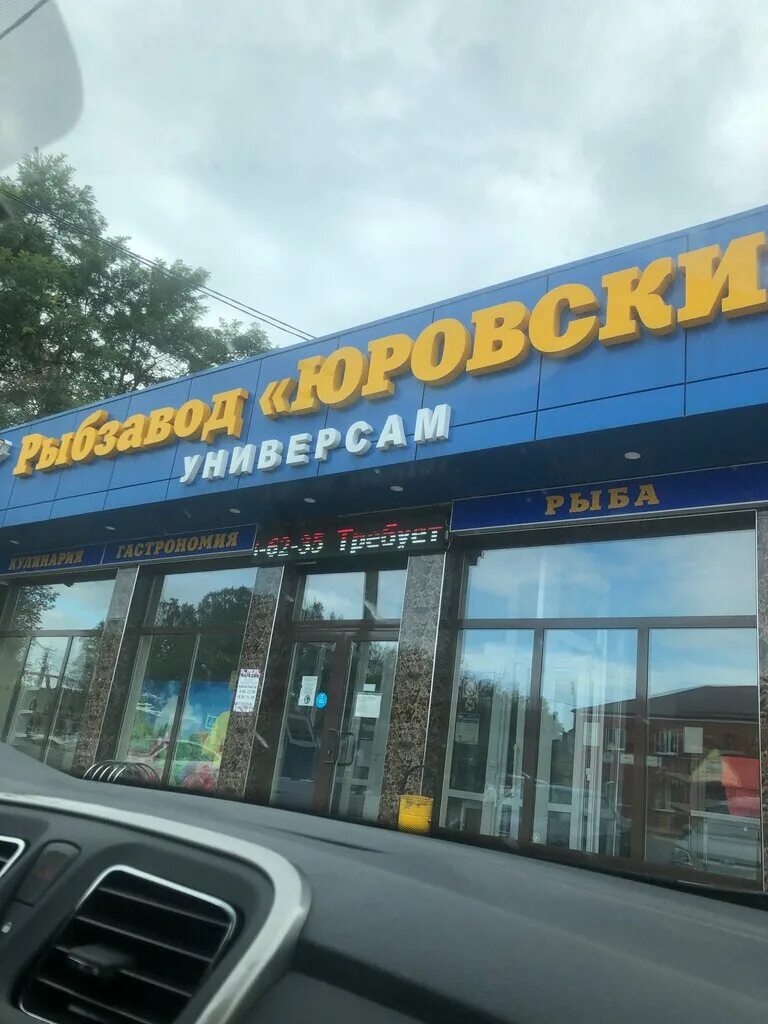 Рыбзавод «ЮРОВСКИ
УНИВЕРСАМ
РЫБА
КУЛИНАРИЯ
ГАСТРОНОМИЯ
-62-35 Требует